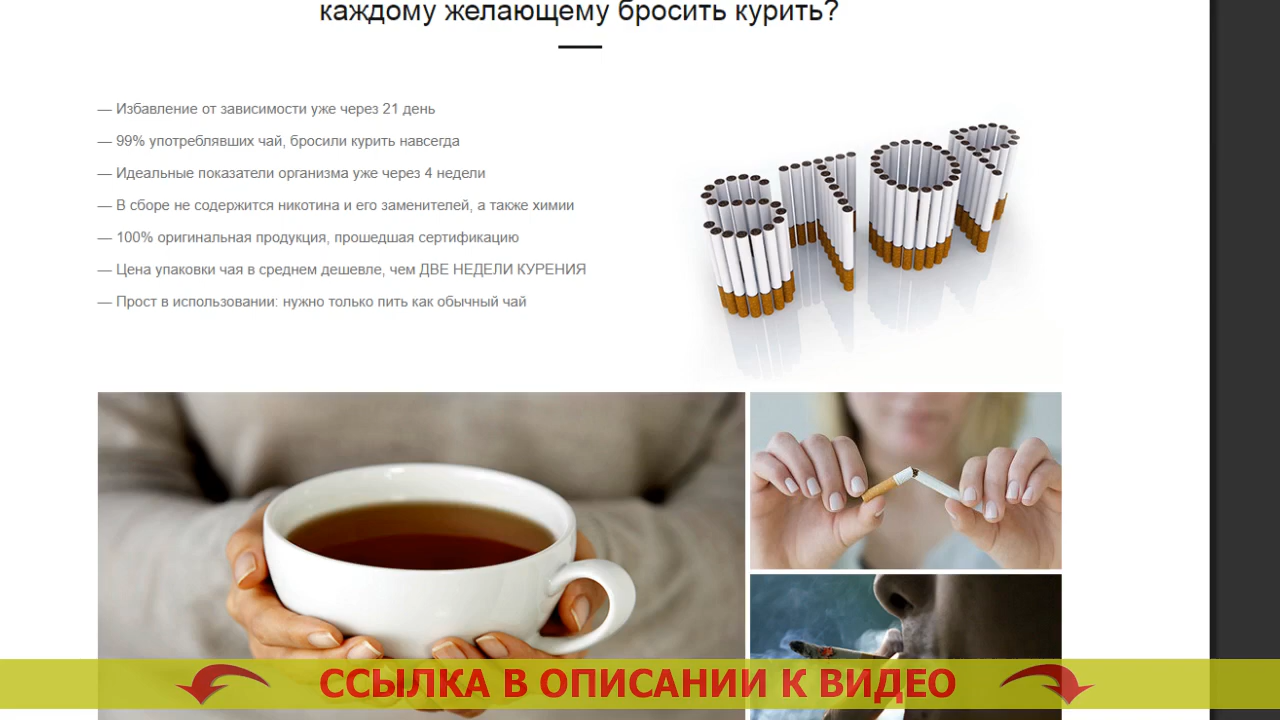 каждому желающему бросить курить?
— Избавление от зависимости уже через 21 день
— 99% употреблявших чай, бросили курить навсегда
— Идеальные показатели организма уже через 4 недели
— В сборе не содержится никотина и его заменителей, а также химии
— 100% оригинальная продукция, прошедшая сертификацию
— Цена упаковки чая в среднем дешевле, чем ДВЕ НЕДЕЛИ КУРЕНИЯ
— Прост в использовании: нужно только пить как обычный чай
STOP
ССЫЛКА В ОПИСАНИИ К ВИДЕО